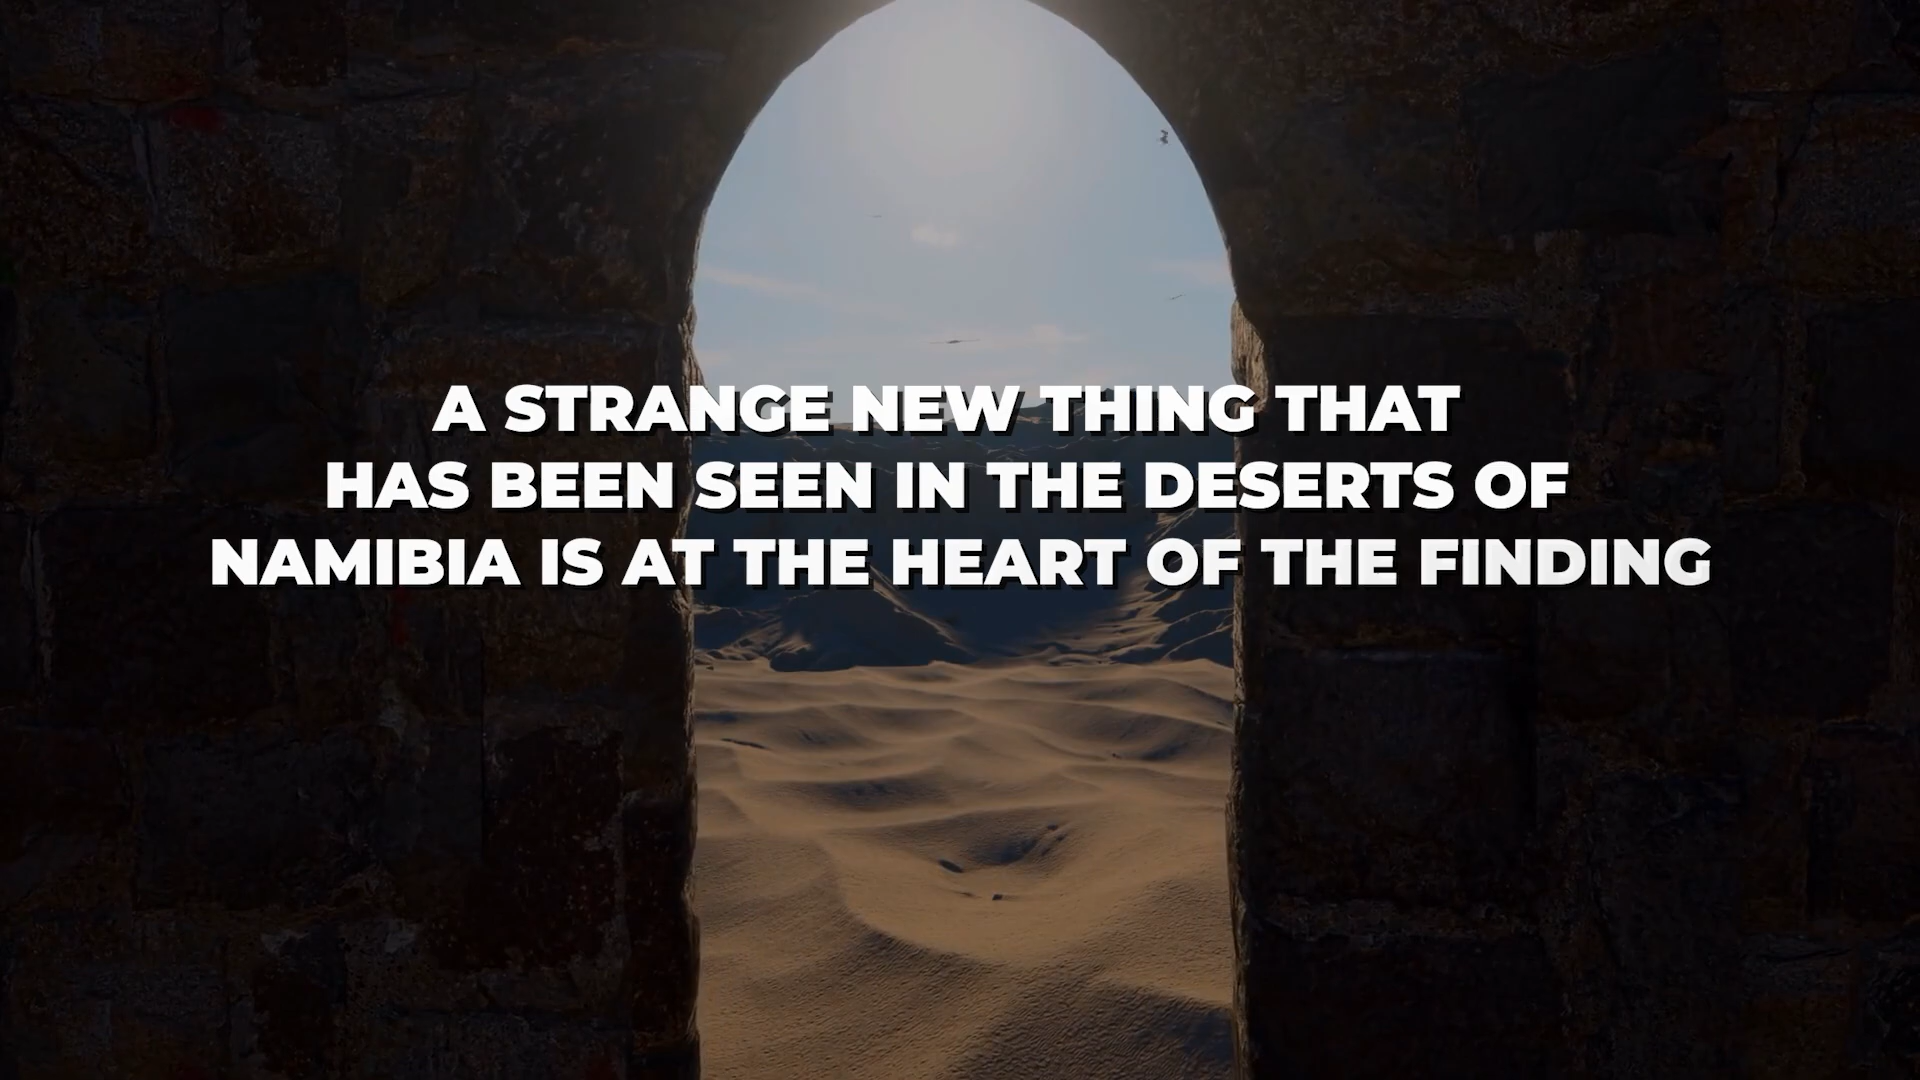 A STRANGE NEW THING THAT
HAS BEEN SEEN IN THE DESERTS OF
NAMIBIA IS AT THE HEART OF THE FINDING